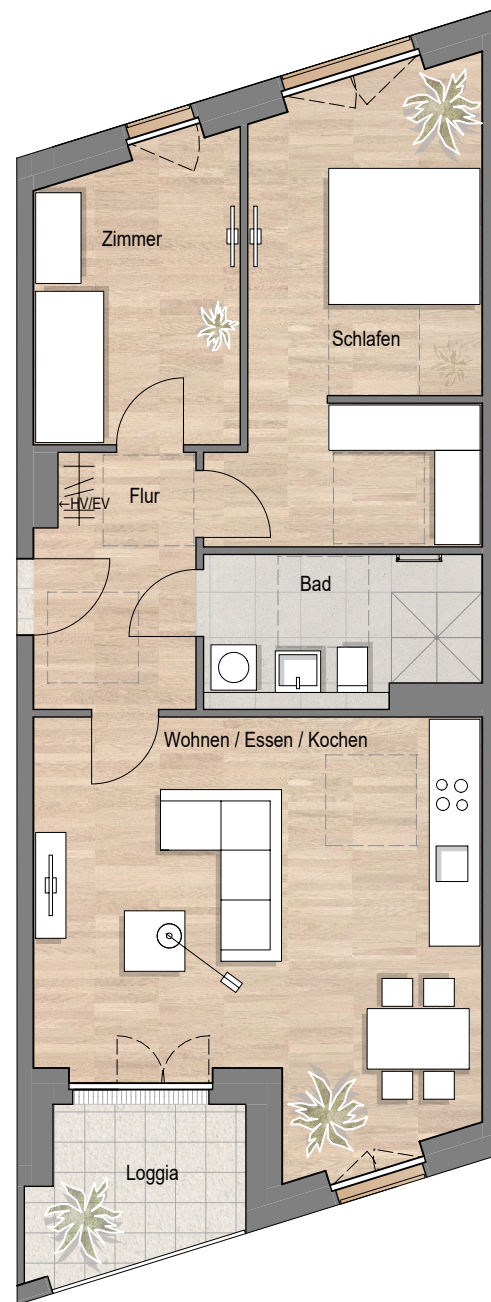 Zimmer
Schlafen
Flur
←HV/EV
Bad
Wohnen / Essen / Kochen
Loggia